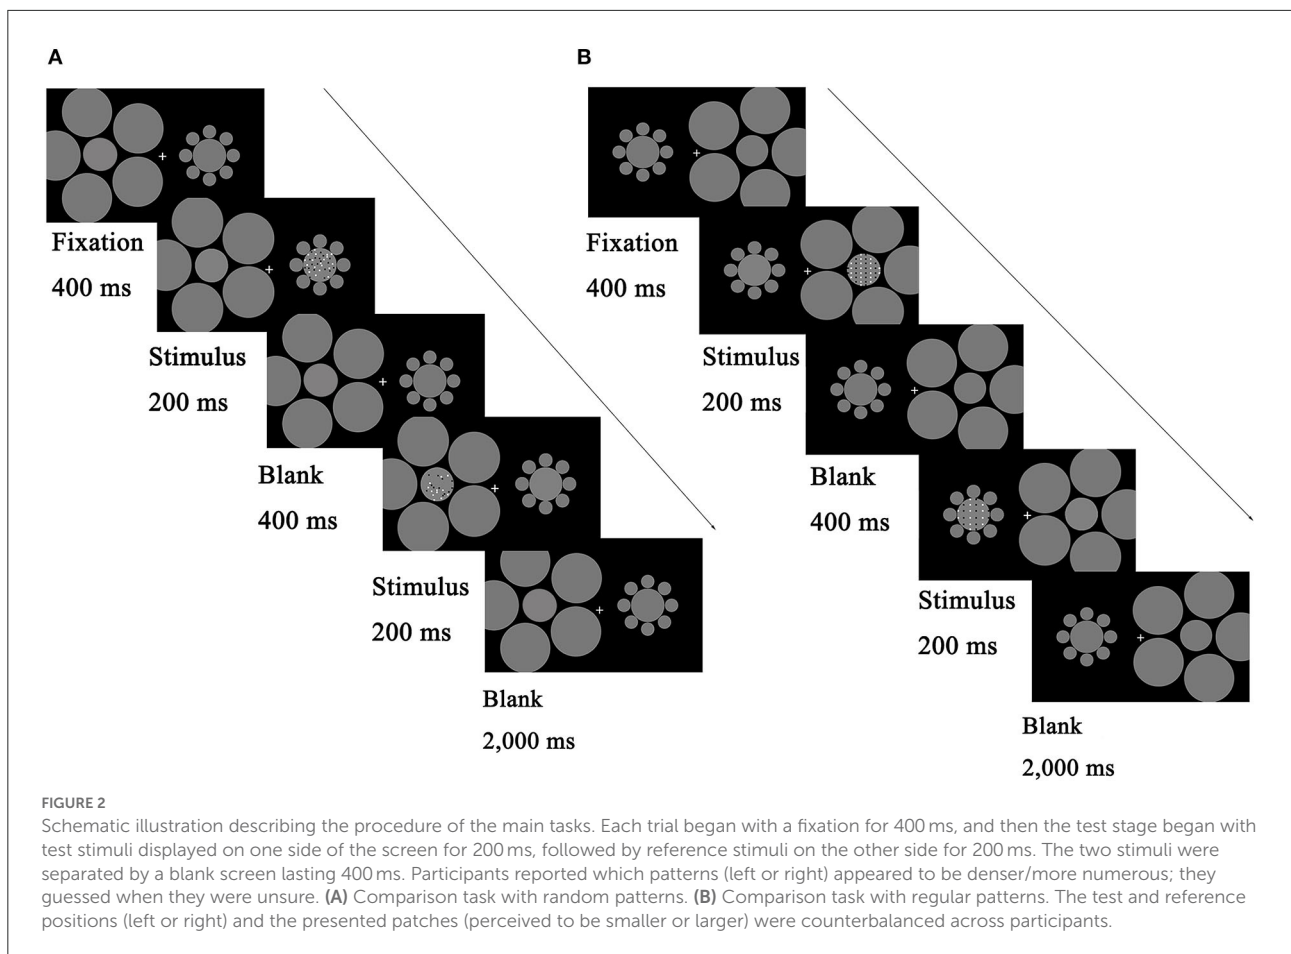 A
B
Fixation
400 ms
Stimulus
200 ms
Blank
400 ms
Stimulus
200 ms
Blank
2,000 ms
Fixation
400 ms
Stimulus
200 ms
Blank
400 ms
Stimulus
200 ms
Blank
2,000 ms
FIGURE 2
Schematic illustration describing the procedure of the main tasks. Each trial began with a fixation for 400 ms, and then the test stage began with
test stimuli displayed on one side of the screen for 200 ms, followed by reference stimuli on the other side for 200 ms. The two stimuli were
separated by a blank screen lasting 400 ms. Participants reported which patterns (left or right) appeared to be denser/more numerous; they
guessed when they were unsure. (A) Comparison task with random patterns. (B) Comparison task with regular patterns. The test and reference
positions (left or right) and the presented patches (perceived to be smaller or larger) were counterbalanced across participants.